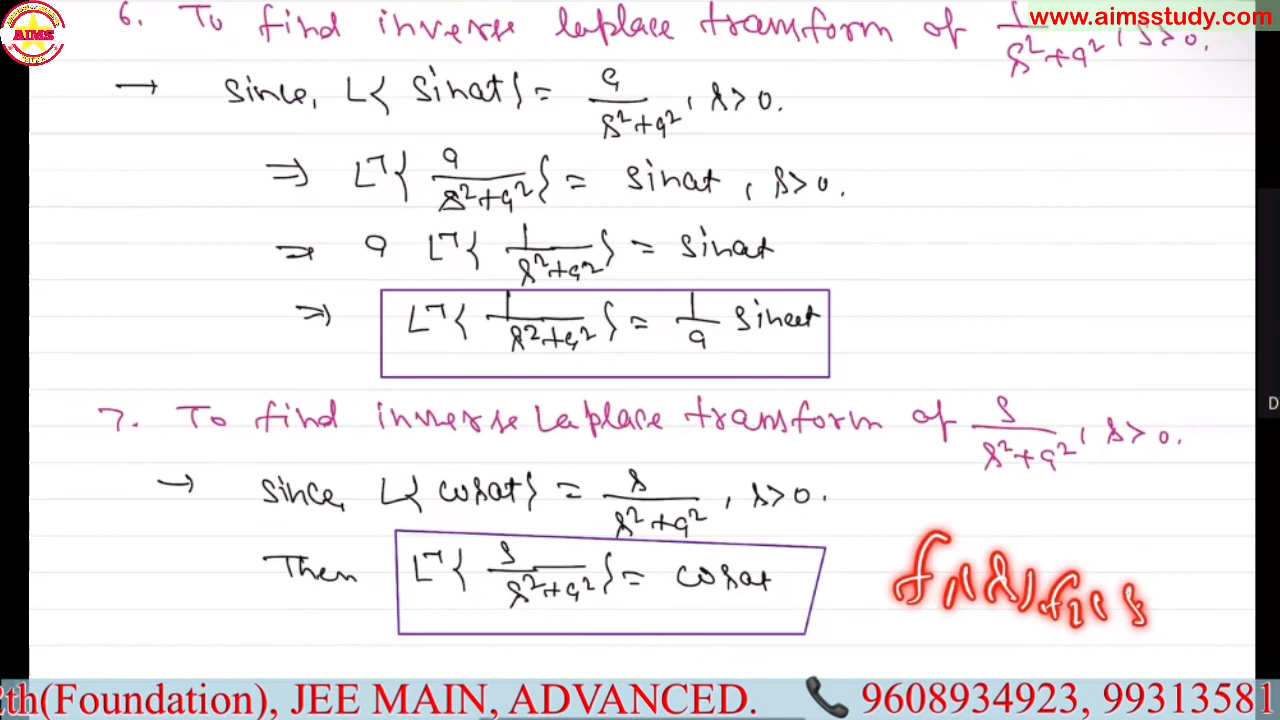 www.aimsstudy.com
AIMS
6. To find inverse laplace transform of 1/(s²+a²), s>0.
→ Since, L{sinat} = a/(s²+a²), s>0.
⇒ L⁻¹{a/(s²+a²)} = sinat, s>0.
⇒ a L⁻¹{1/(s²+a²)} = sinat
⇒ L⁻¹{1/(s²+a²)} = 1/a sinat
7. To find inverse Laplace transform of s/(s²+a²), s>0.
→ Since, L{cosat} = s/(s²+a²), s>0.
Then L⁻¹{s/(s²+a²)} = cosat
f₁(s), f₂(s
D
2th(Foundation), JEE MAIN, ADVANCED. 9608934923, 99313581